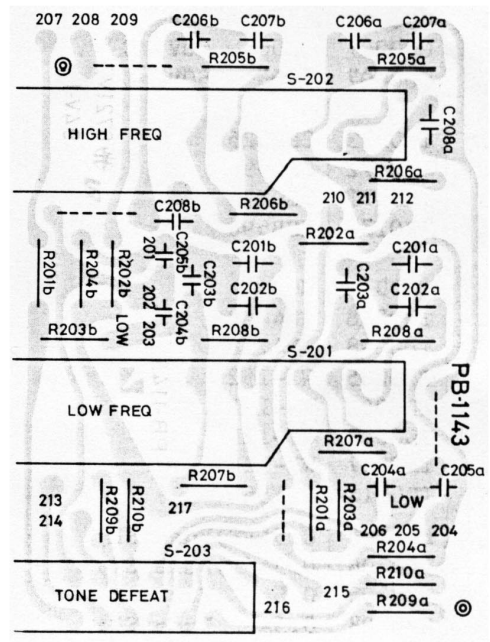 207 208 209
C206b C207b C206a C207a
R205b R205a
S-202
HIGH FREQ
C208a
R206a
210 211 212
C208b R206b
R202a
R201b R204b R202b LOW
201 C205b
C203b
202 203 C204b
C201b C201a
C203a
C202b C202a
R203b R208b R208a
S-201
PB-1143
LOW FREQ
R207a
R207b
C204a C205a
LOW
213
214
R209b R210b
217
R201a R203a
206 205 204
R204a
S-203
R210a
TONE DEFEAT
215
R209a
216